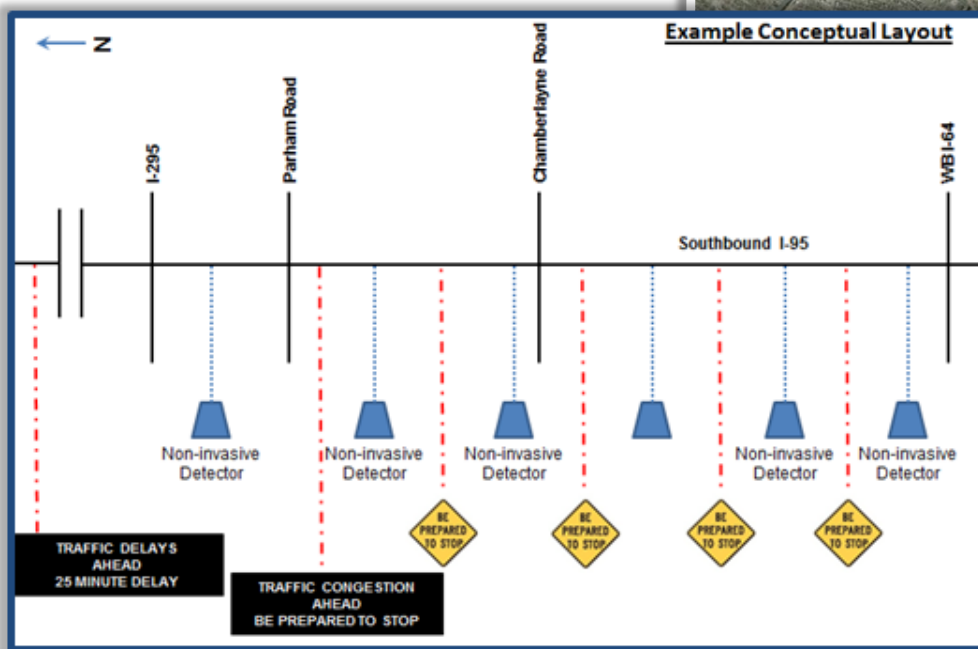 Example Conceptual Layout
N
I-295
Parham Road
Chamberlayne Road
WB I-64
Southbound I-95
Non-invasive
Detector
Non-invasive
Detector
Non-invasive
Detector
Non-invasive
Detector
Non-invasive
Detector
BE
PREPARED
TO STOP
BE
PREPARED
TO STOP
BE
PREPARED
TO STOP
BE
PREPARED
TO STOP
TRAFFIC DELAYS
AHEAD
25 MINUTE DELAY
TRAFFIC CONGESTION
AHEAD
BE PREPARED TO STOP